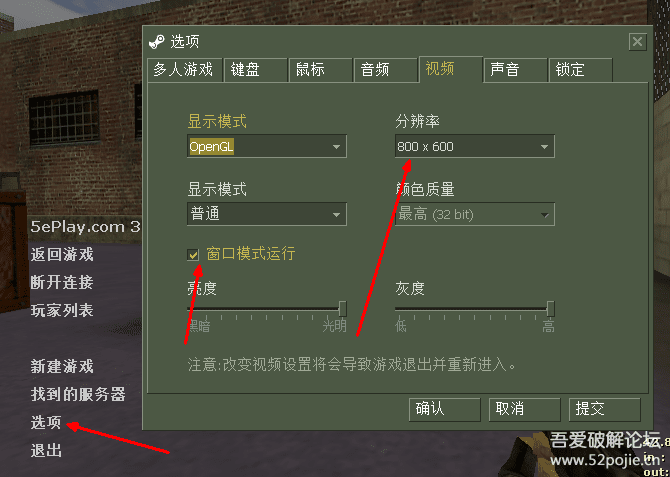 选项
多人游戏 键盘 鼠标 音频 视频 声音 锁定
显示模式 分辨率
OpenGL 800 x 600
显示模式 颜色质量
普通 最高 (32 bit)
窗口模式运行
亮度 灰度
黑暗 光明 低 高
注意:改变视频设置将会导致游戏退出并重新进入。
确认 取消 提交
5ePlay.com 3
返回游戏
断开连接
玩家列表
新建游戏
找到的服务器
选项
退出
吾爱破解论坛
www.52pojie.cn
in :
out: